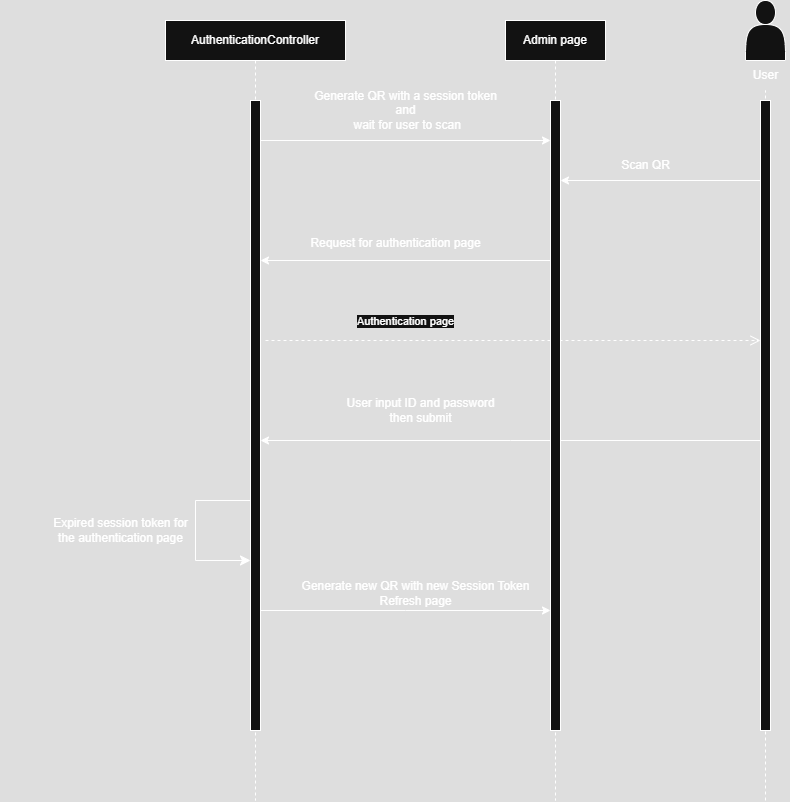 AuthenticationController
Admin page
User
Generate QR with a session token
and
wait for user to scan
Scan QR
Request for authentication page
Authentication page
User input ID and password
then submit
Expired session token for
the authentication page
Generate new QR with new Session Token
Refresh page